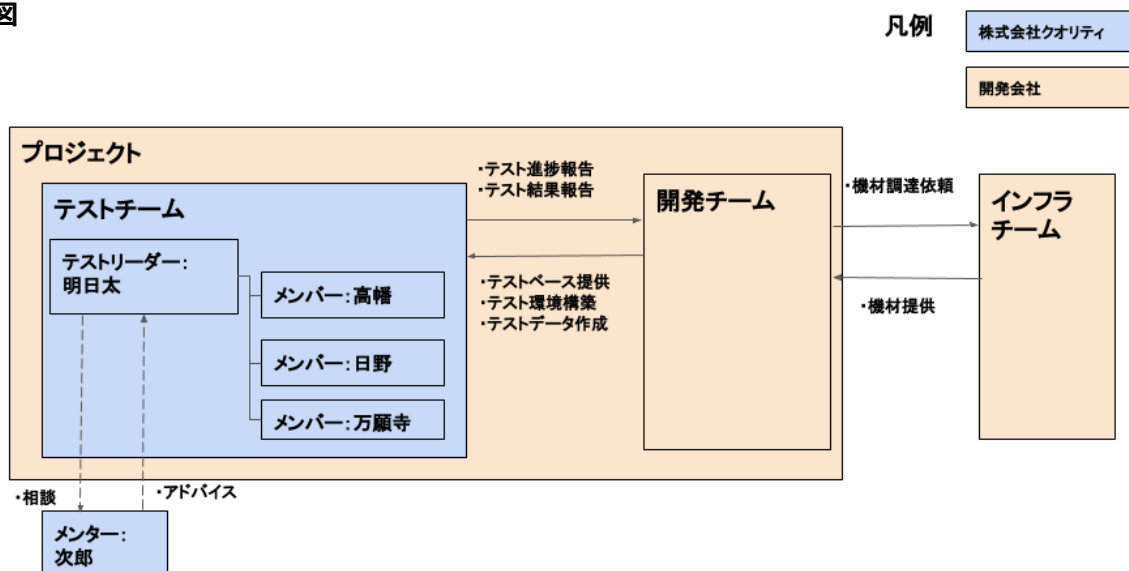 図
凡例
株式会社クオリティ
開発会社
プロジェクト
テストチーム
テストリーダー：
明日太
メンバー：高幡
メンバー：日野
メンバー：万願寺
・テスト進捗報告
・テスト結果報告
・テストベース提供
・テスト環境構築
・テストデータ作成
開発チーム
・機材調達依頼
・機材提供
インフラ
チーム
・相談
・アドバイス
メンター：
次郎